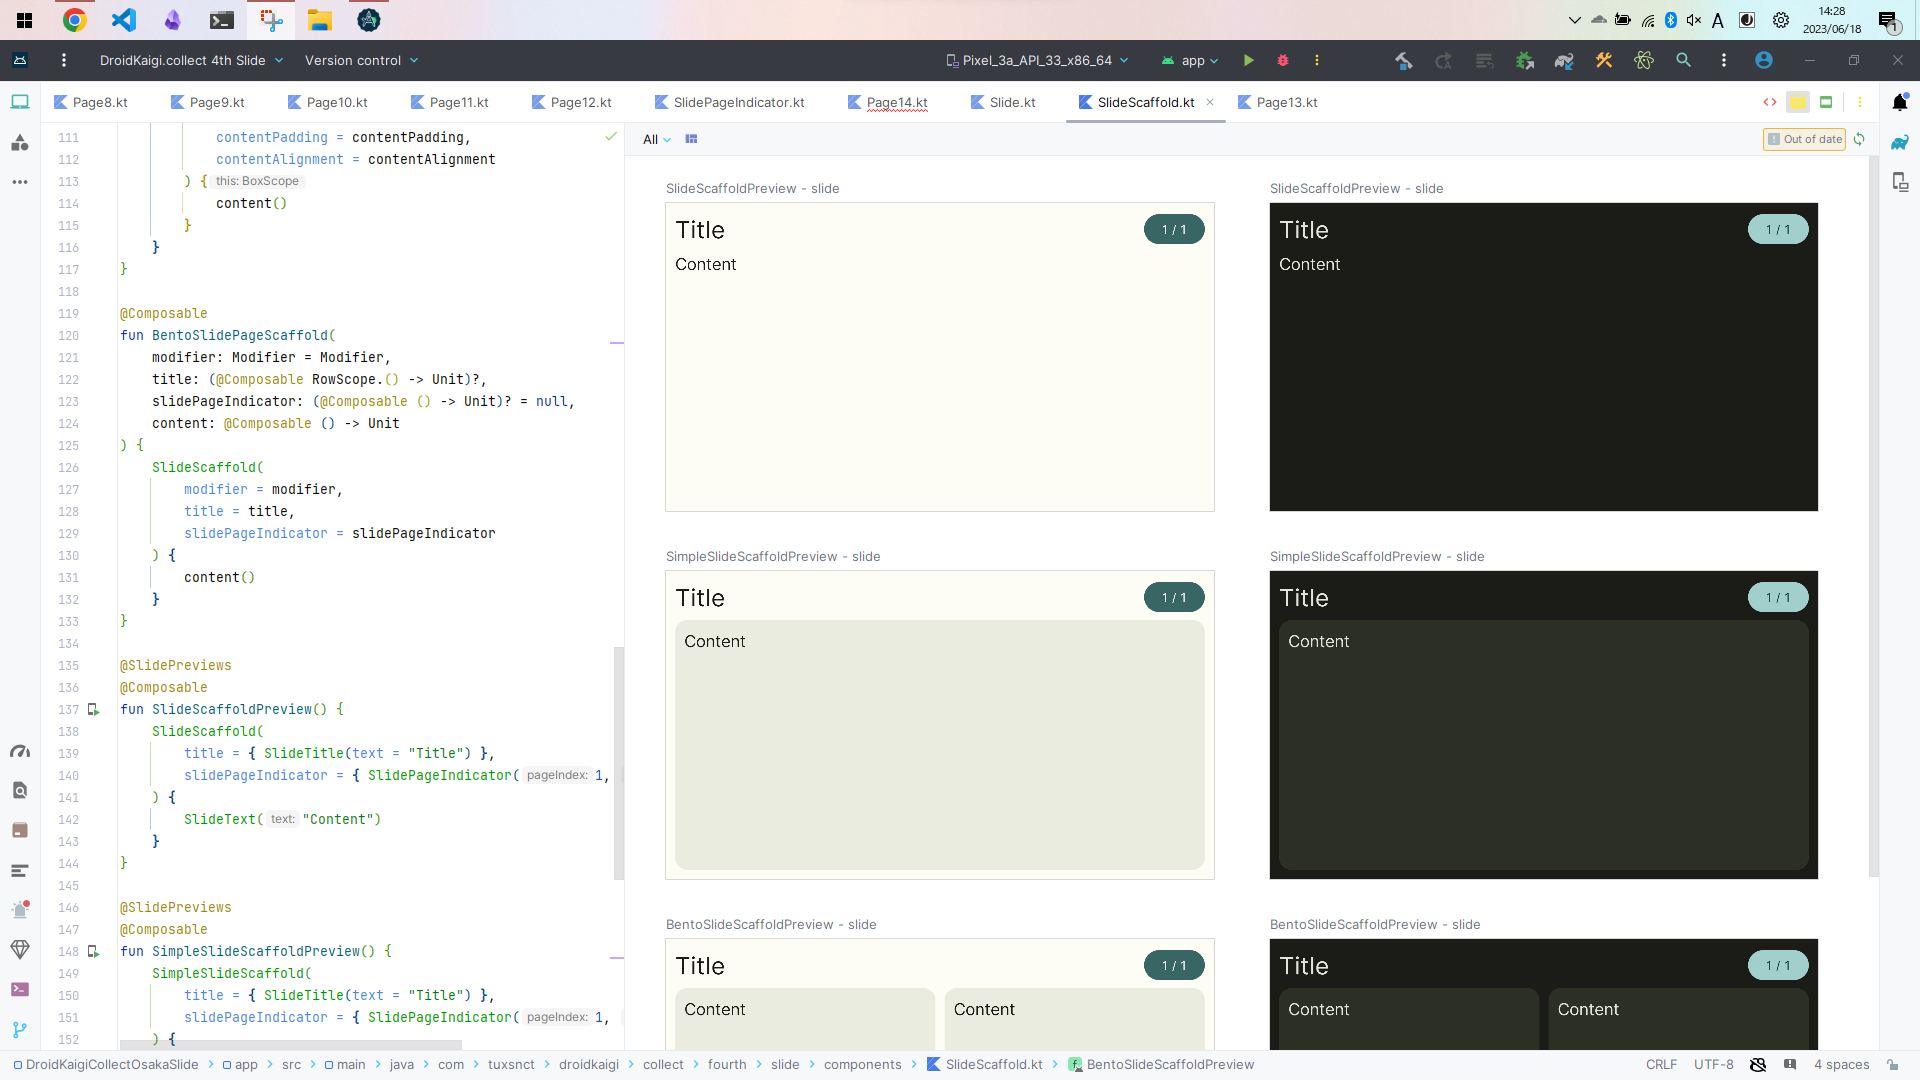 14:28
A
2023/06/18
1
DroidKaigi.collect 4th Slide
Version control
Pixel_3a_API_33_x86_64
app
Page8.kt
Page9.kt
Page10.kt
Page11.kt
Page12.kt
SlidePageIndicator.kt
Page14.kt
Slide.kt
SlideScaffold.kt
Page13.kt
111 contentPadding = contentPadding,
112 contentAlignment = contentAlignment
113 ) { this: BoxScope
114 content()
115 }
116 }
117 }
118
119 @Composable
120 fun BentoSlidePageScaffold(
121 modifier: Modifier = Modifier,
122 title: (@Composable RowScope.() -> Unit)?,
123 slidePageIndicator: (@Composable () -> Unit)? = null,
124 content: @Composable () -> Unit
125 ) {
126 SlideScaffold(
127 modifier = modifier,
128 title = title,
129 slidePageIndicator = slidePageIndicator
130 ) {
131 content()
132 }
133 }
134
135 @SlidePreviews
136 @Composable
137 fun SlideScaffoldPreview() {
138 SlideScaffold(
139 title = { SlideTitle(text = "Title") },
140 slidePageIndicator = { SlidePageIndicator( pageIndex: 1,
141 ) {
142 SlideText( text: "Content")
143 }
144 }
145
146 @SlidePreviews
147 @Composable
148 fun SimpleSlideScaffoldPreview() {
149 SimpleSlideScaffold(
150 title = { SlideTitle(text = "Title") },
151 slidePageIndicator = { SlidePageIndicator( pageIndex: 1,
152 ) {
All
Out of date
SlideScaffoldPreview - slide
Title
1 / 1
Content
SlideScaffoldPreview - slide
Title
1 / 1
Content
SimpleSlideScaffoldPreview - slide
Title
1 / 1
Content
SimpleSlideScaffoldPreview - slide
Title
1 / 1
Content
BentoSlideScaffoldPreview - slide
Title
1 / 1
Content
Content
BentoSlideScaffoldPreview - slide
Title
1 / 1
Content
Content
DroidKaigiCollectOsakaSlide > app > src > main > java > com > tuxsnct > droidkaigi > collect > fourth > slide > components > SlideScaffold.kt > BentoSlideScaffoldPreview
CRLF
UTF-8
4 spaces